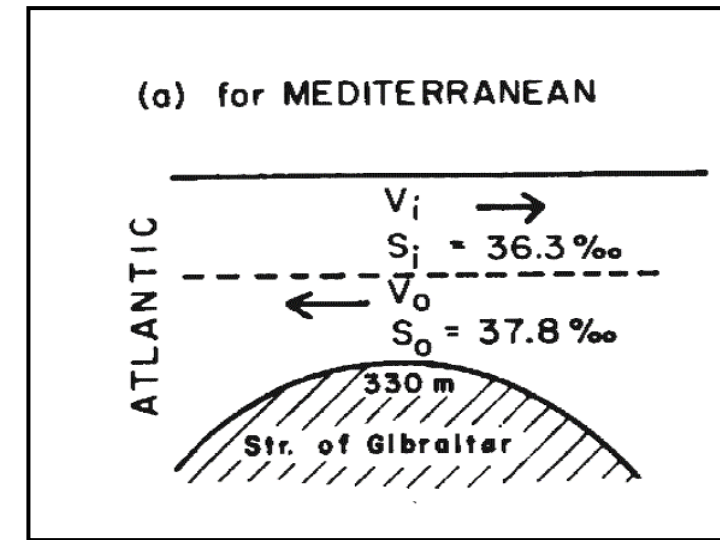 (a) for MEDITERRANEAN
ATLANTIC
Vi
Si = 36.3‰
Vo
So = 37.8‰
330 m
Str. of Gibraltar